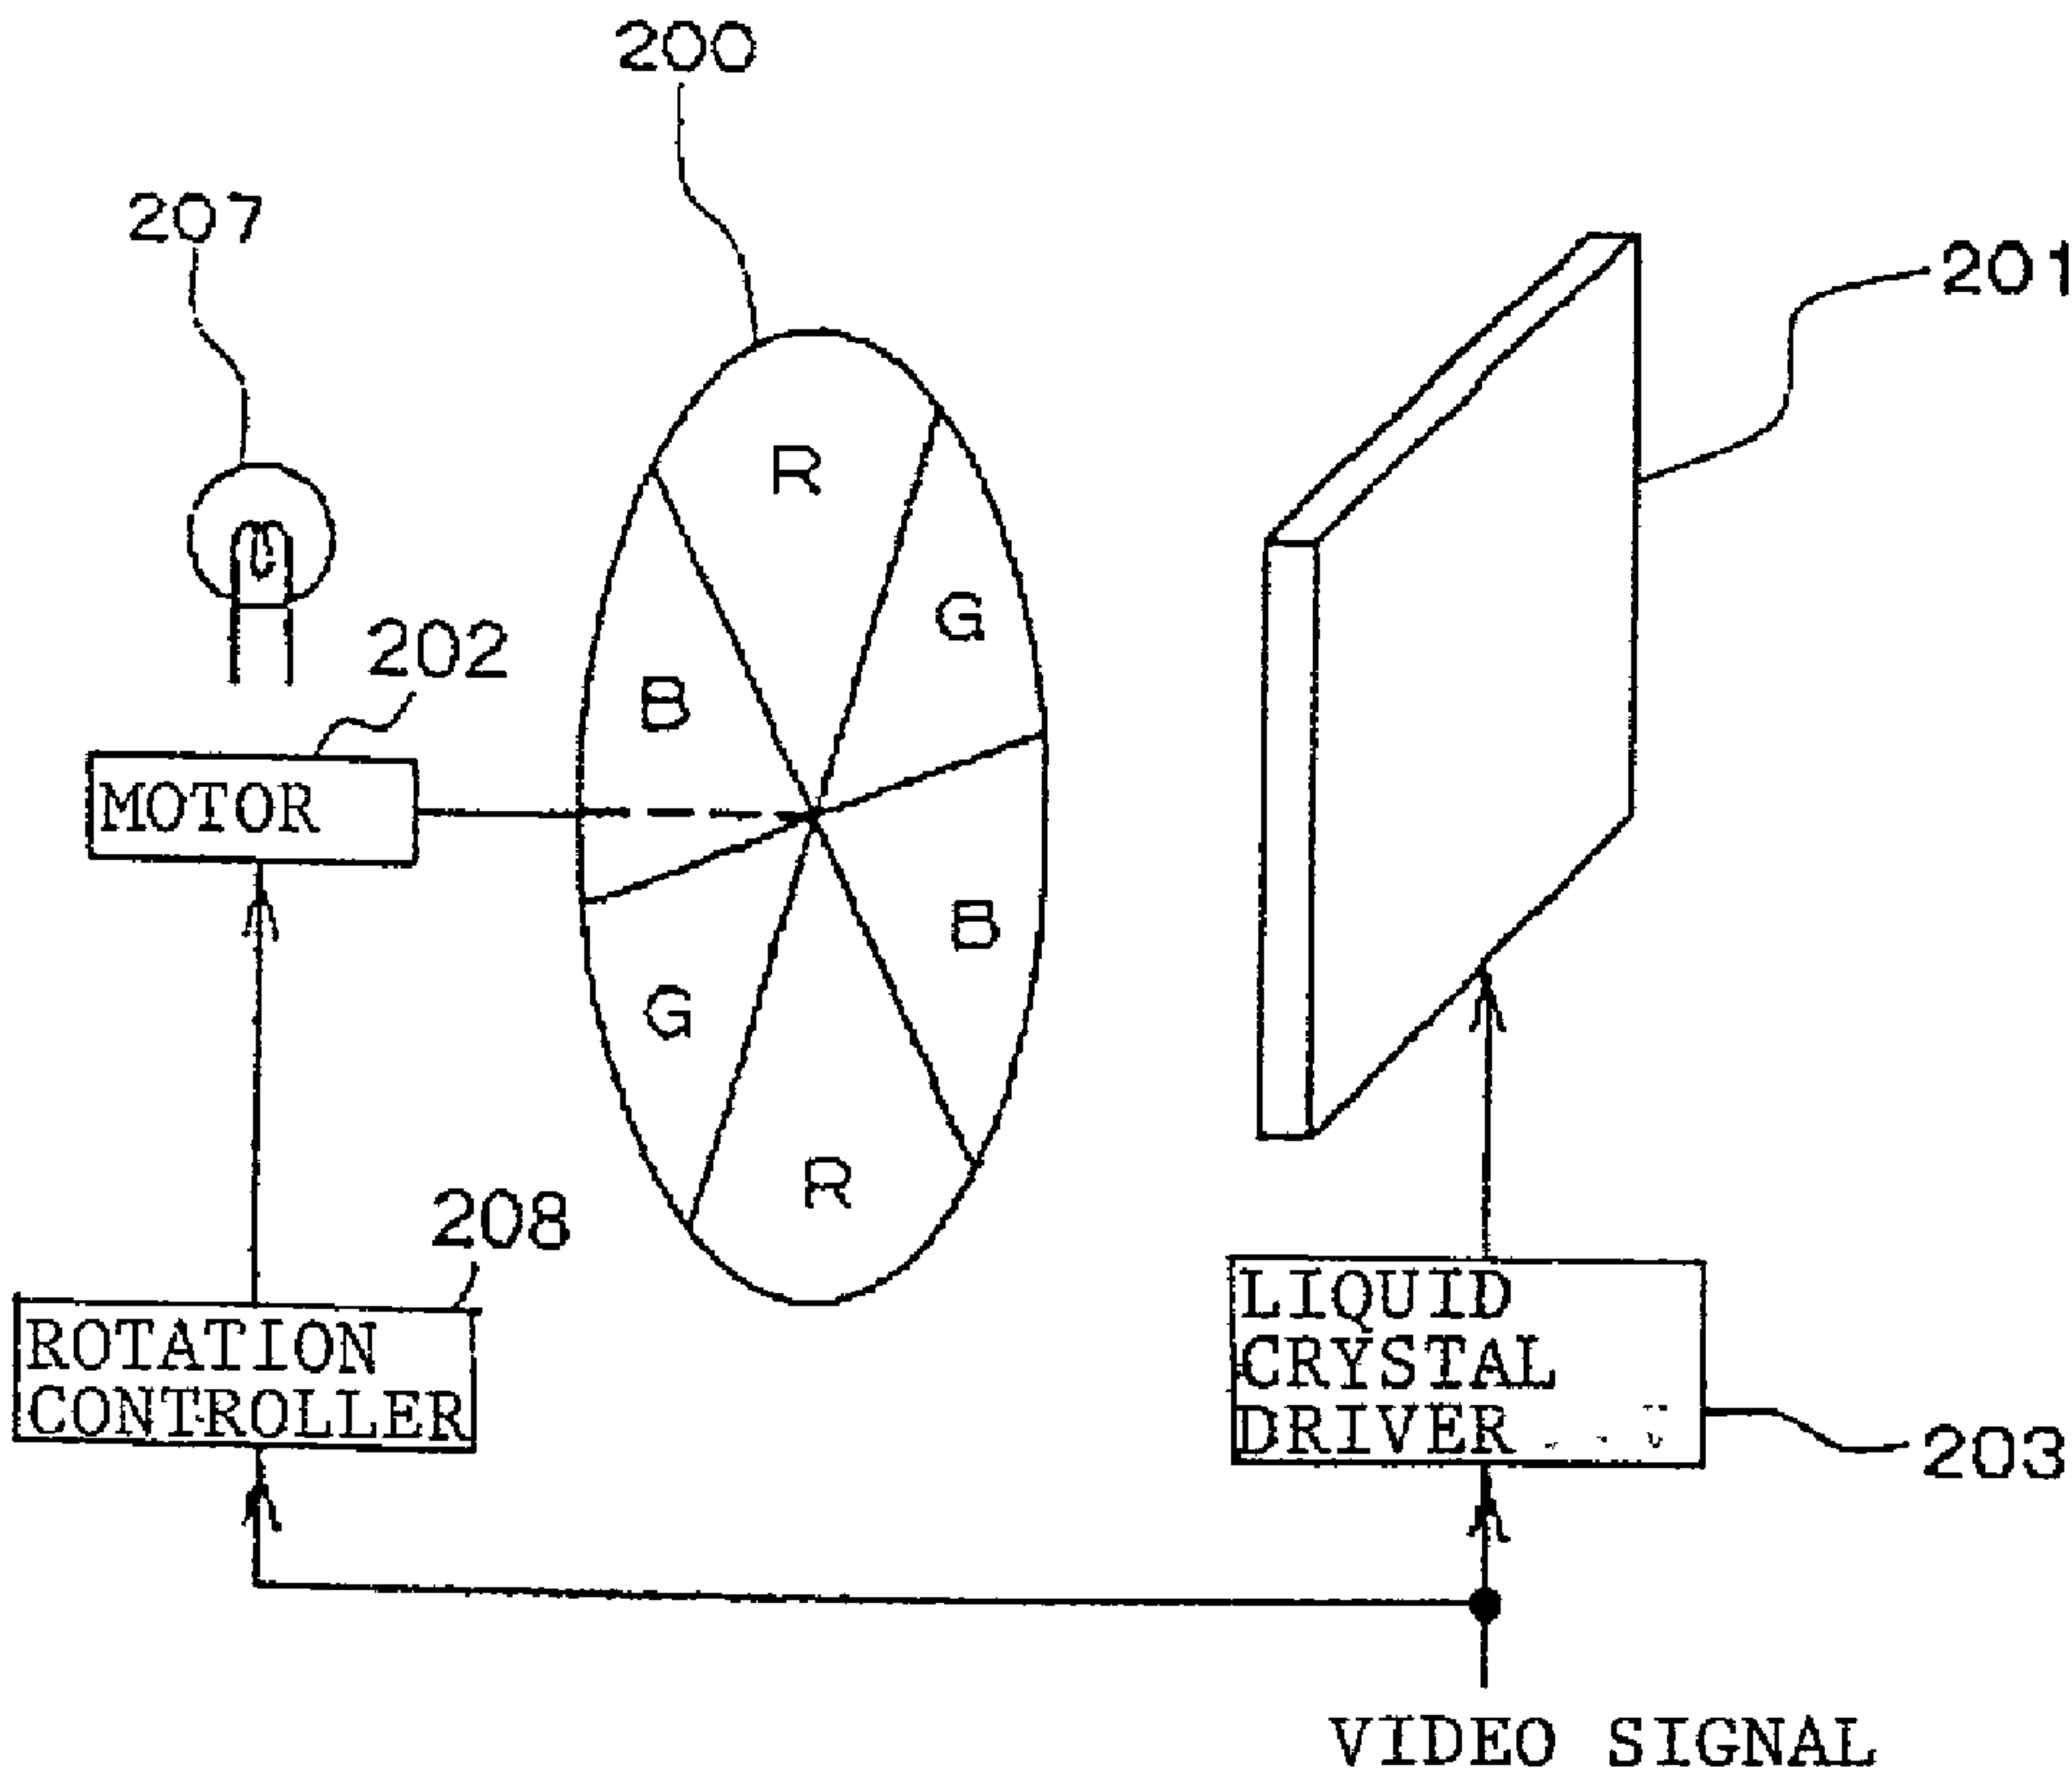 200
207
201
R
G
202
B
MOTOR
B
G
R
208
ROTATION
CONTROLLER
LIQUID
CRYSTAL
DRIVER
203
VIDEO SIGNAL